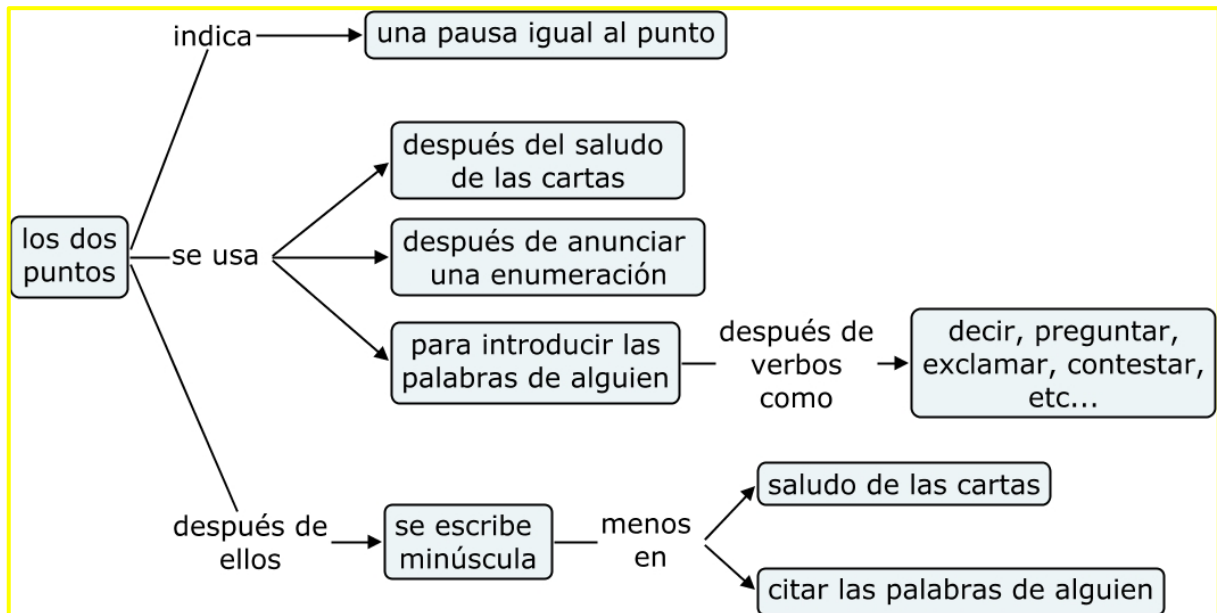 indica
una pausa igual al punto
después del saludo
de las cartas
los dos
puntos
se usa
después de anunciar
una enumeración
para introducir las
palabras de alguien
después de
verbos
como
decir, preguntar,
exclamar, contestar,
etc...
después de
ellos
se escribe
minúscula
menos
en
saludo de las cartas
citar las palabras de alguien